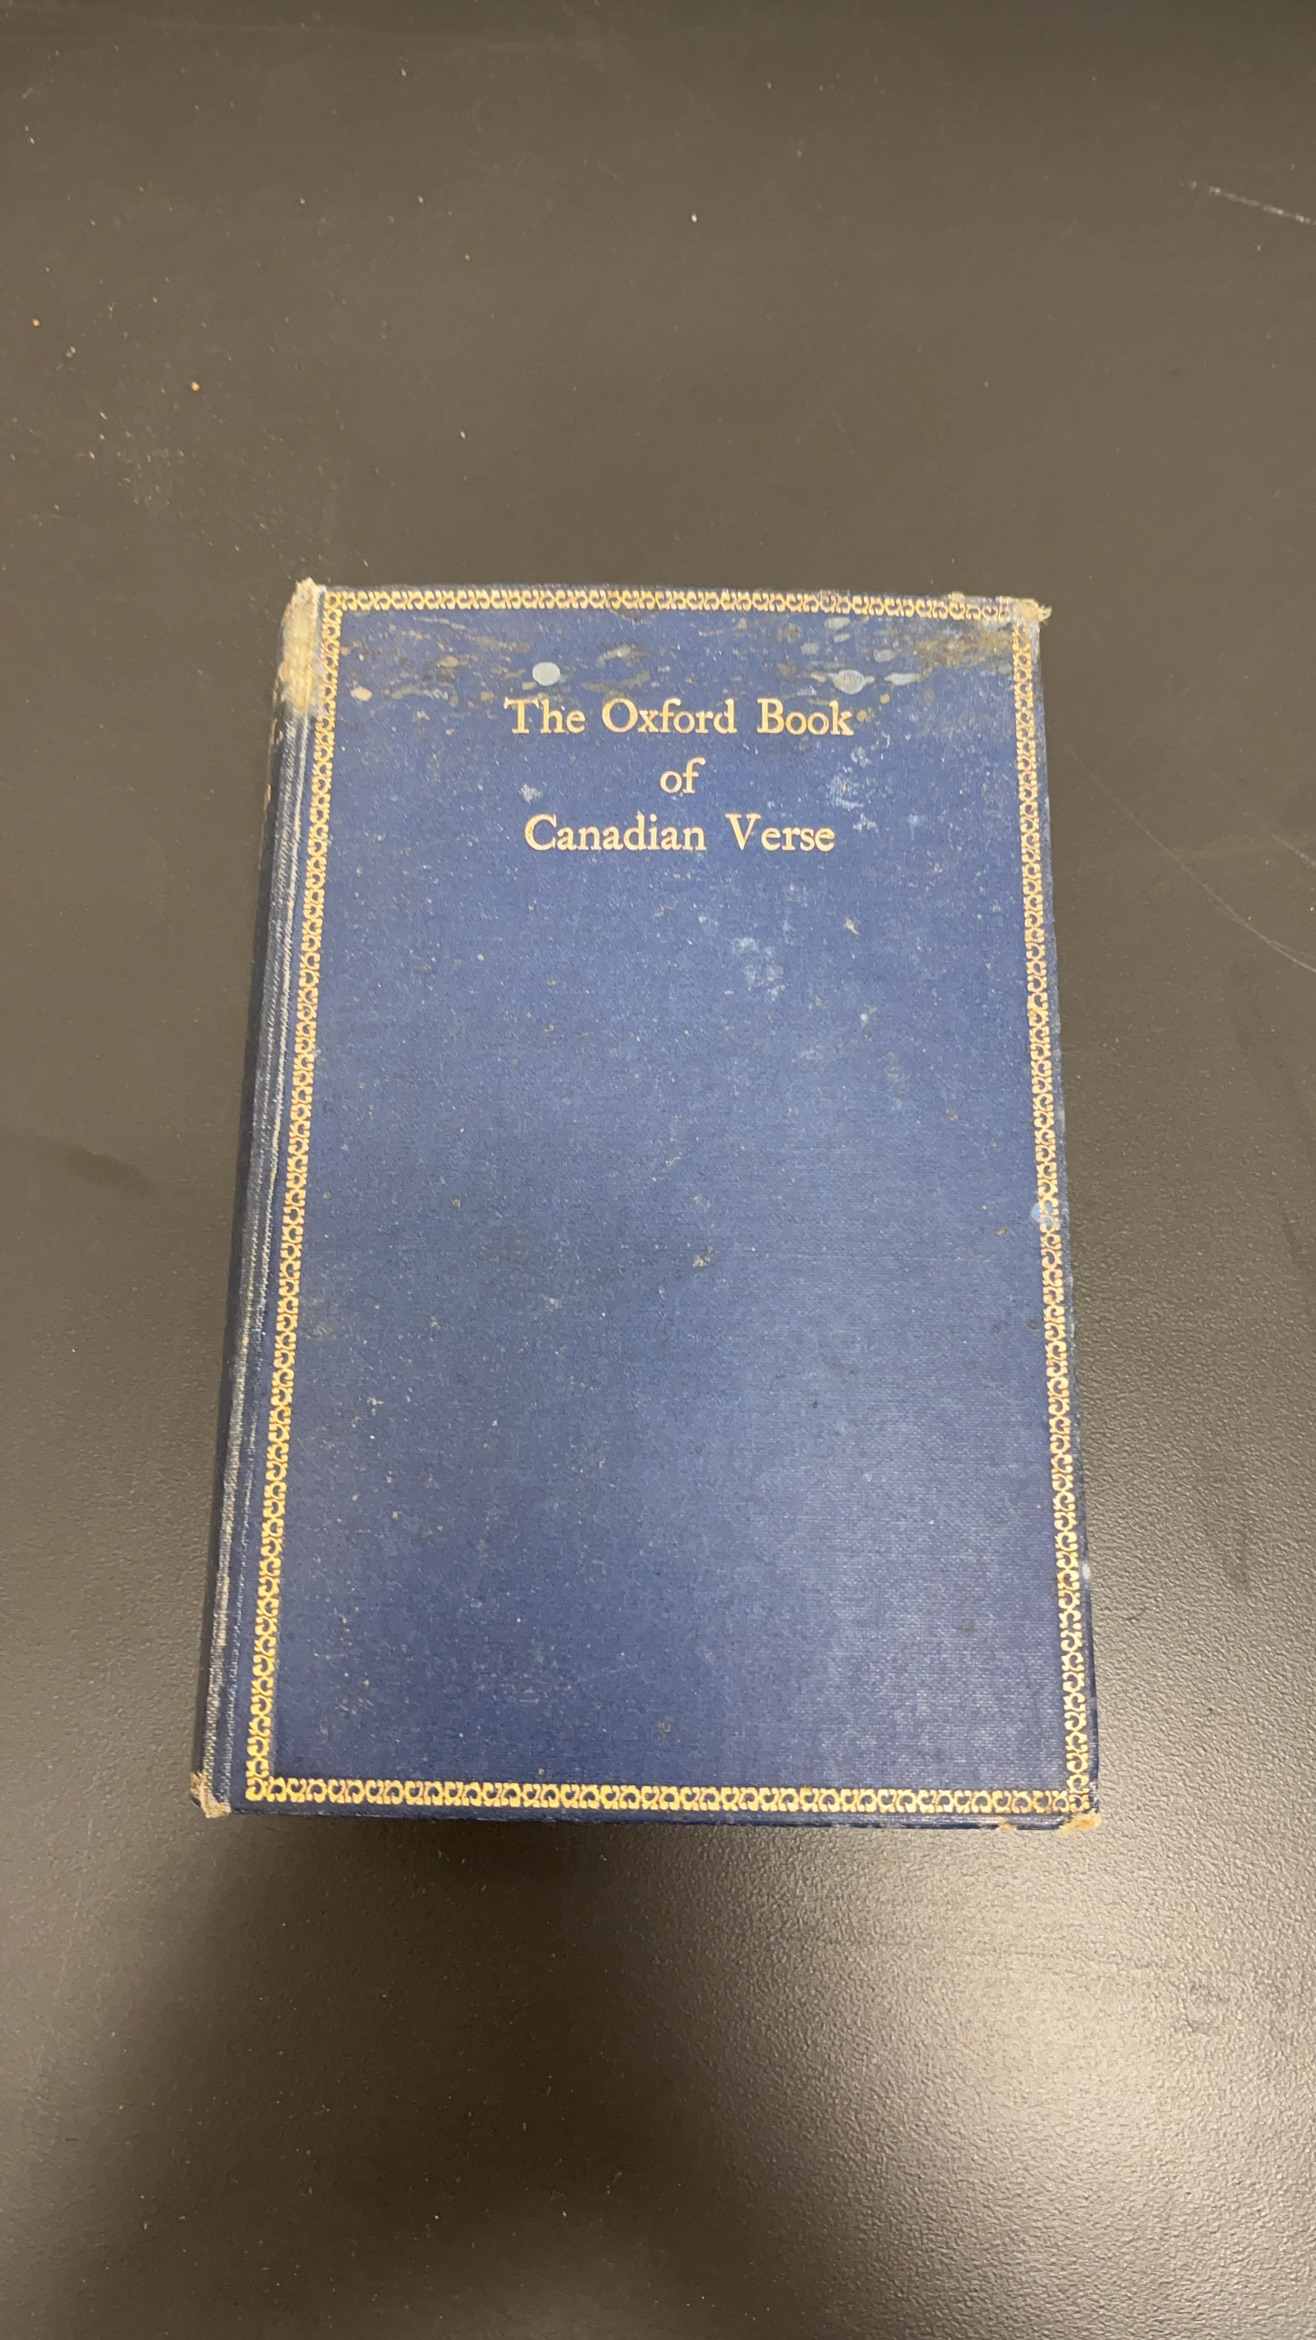 The Oxford Book
of
Canadian Verse